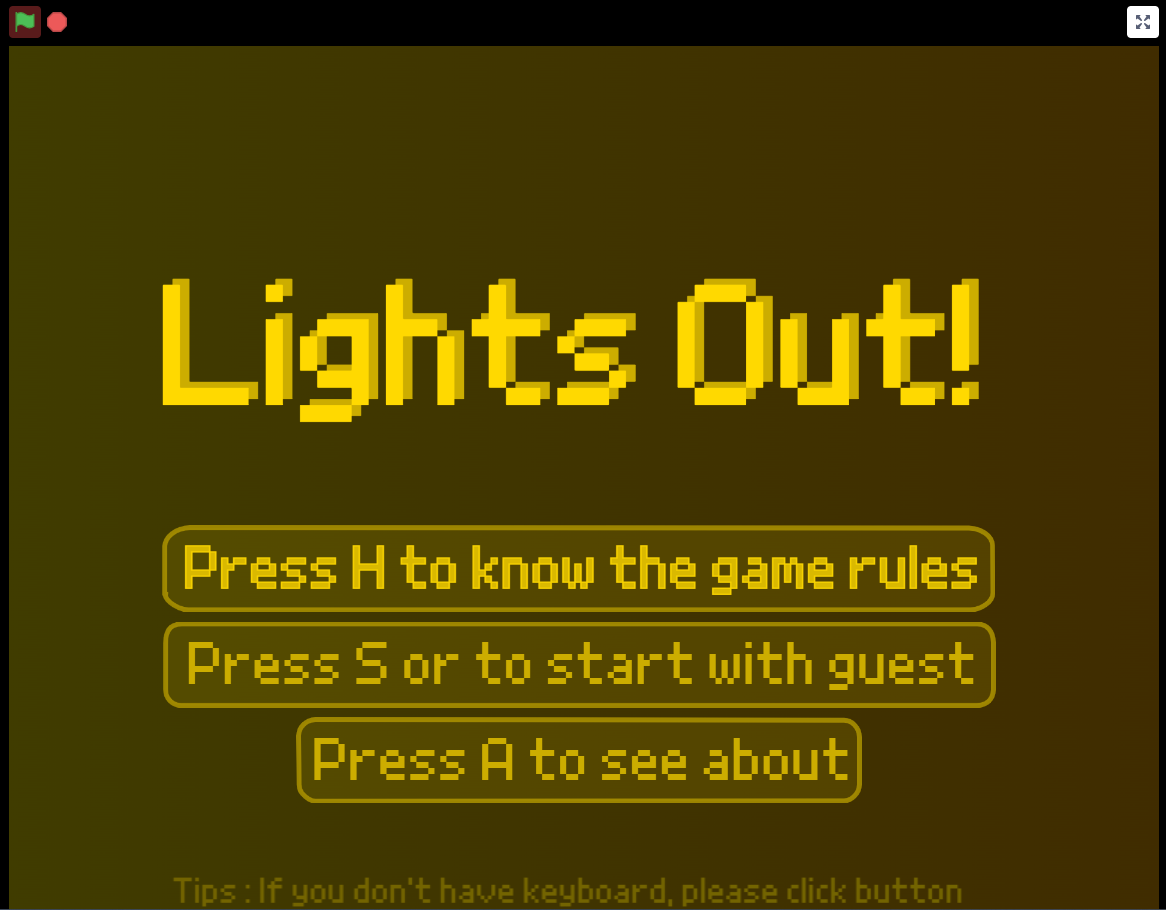 Lights Out!
Press H to know the game rules
Press S or to start with guest
Press A to see about
Tips : If you don't have keyboard, please click button